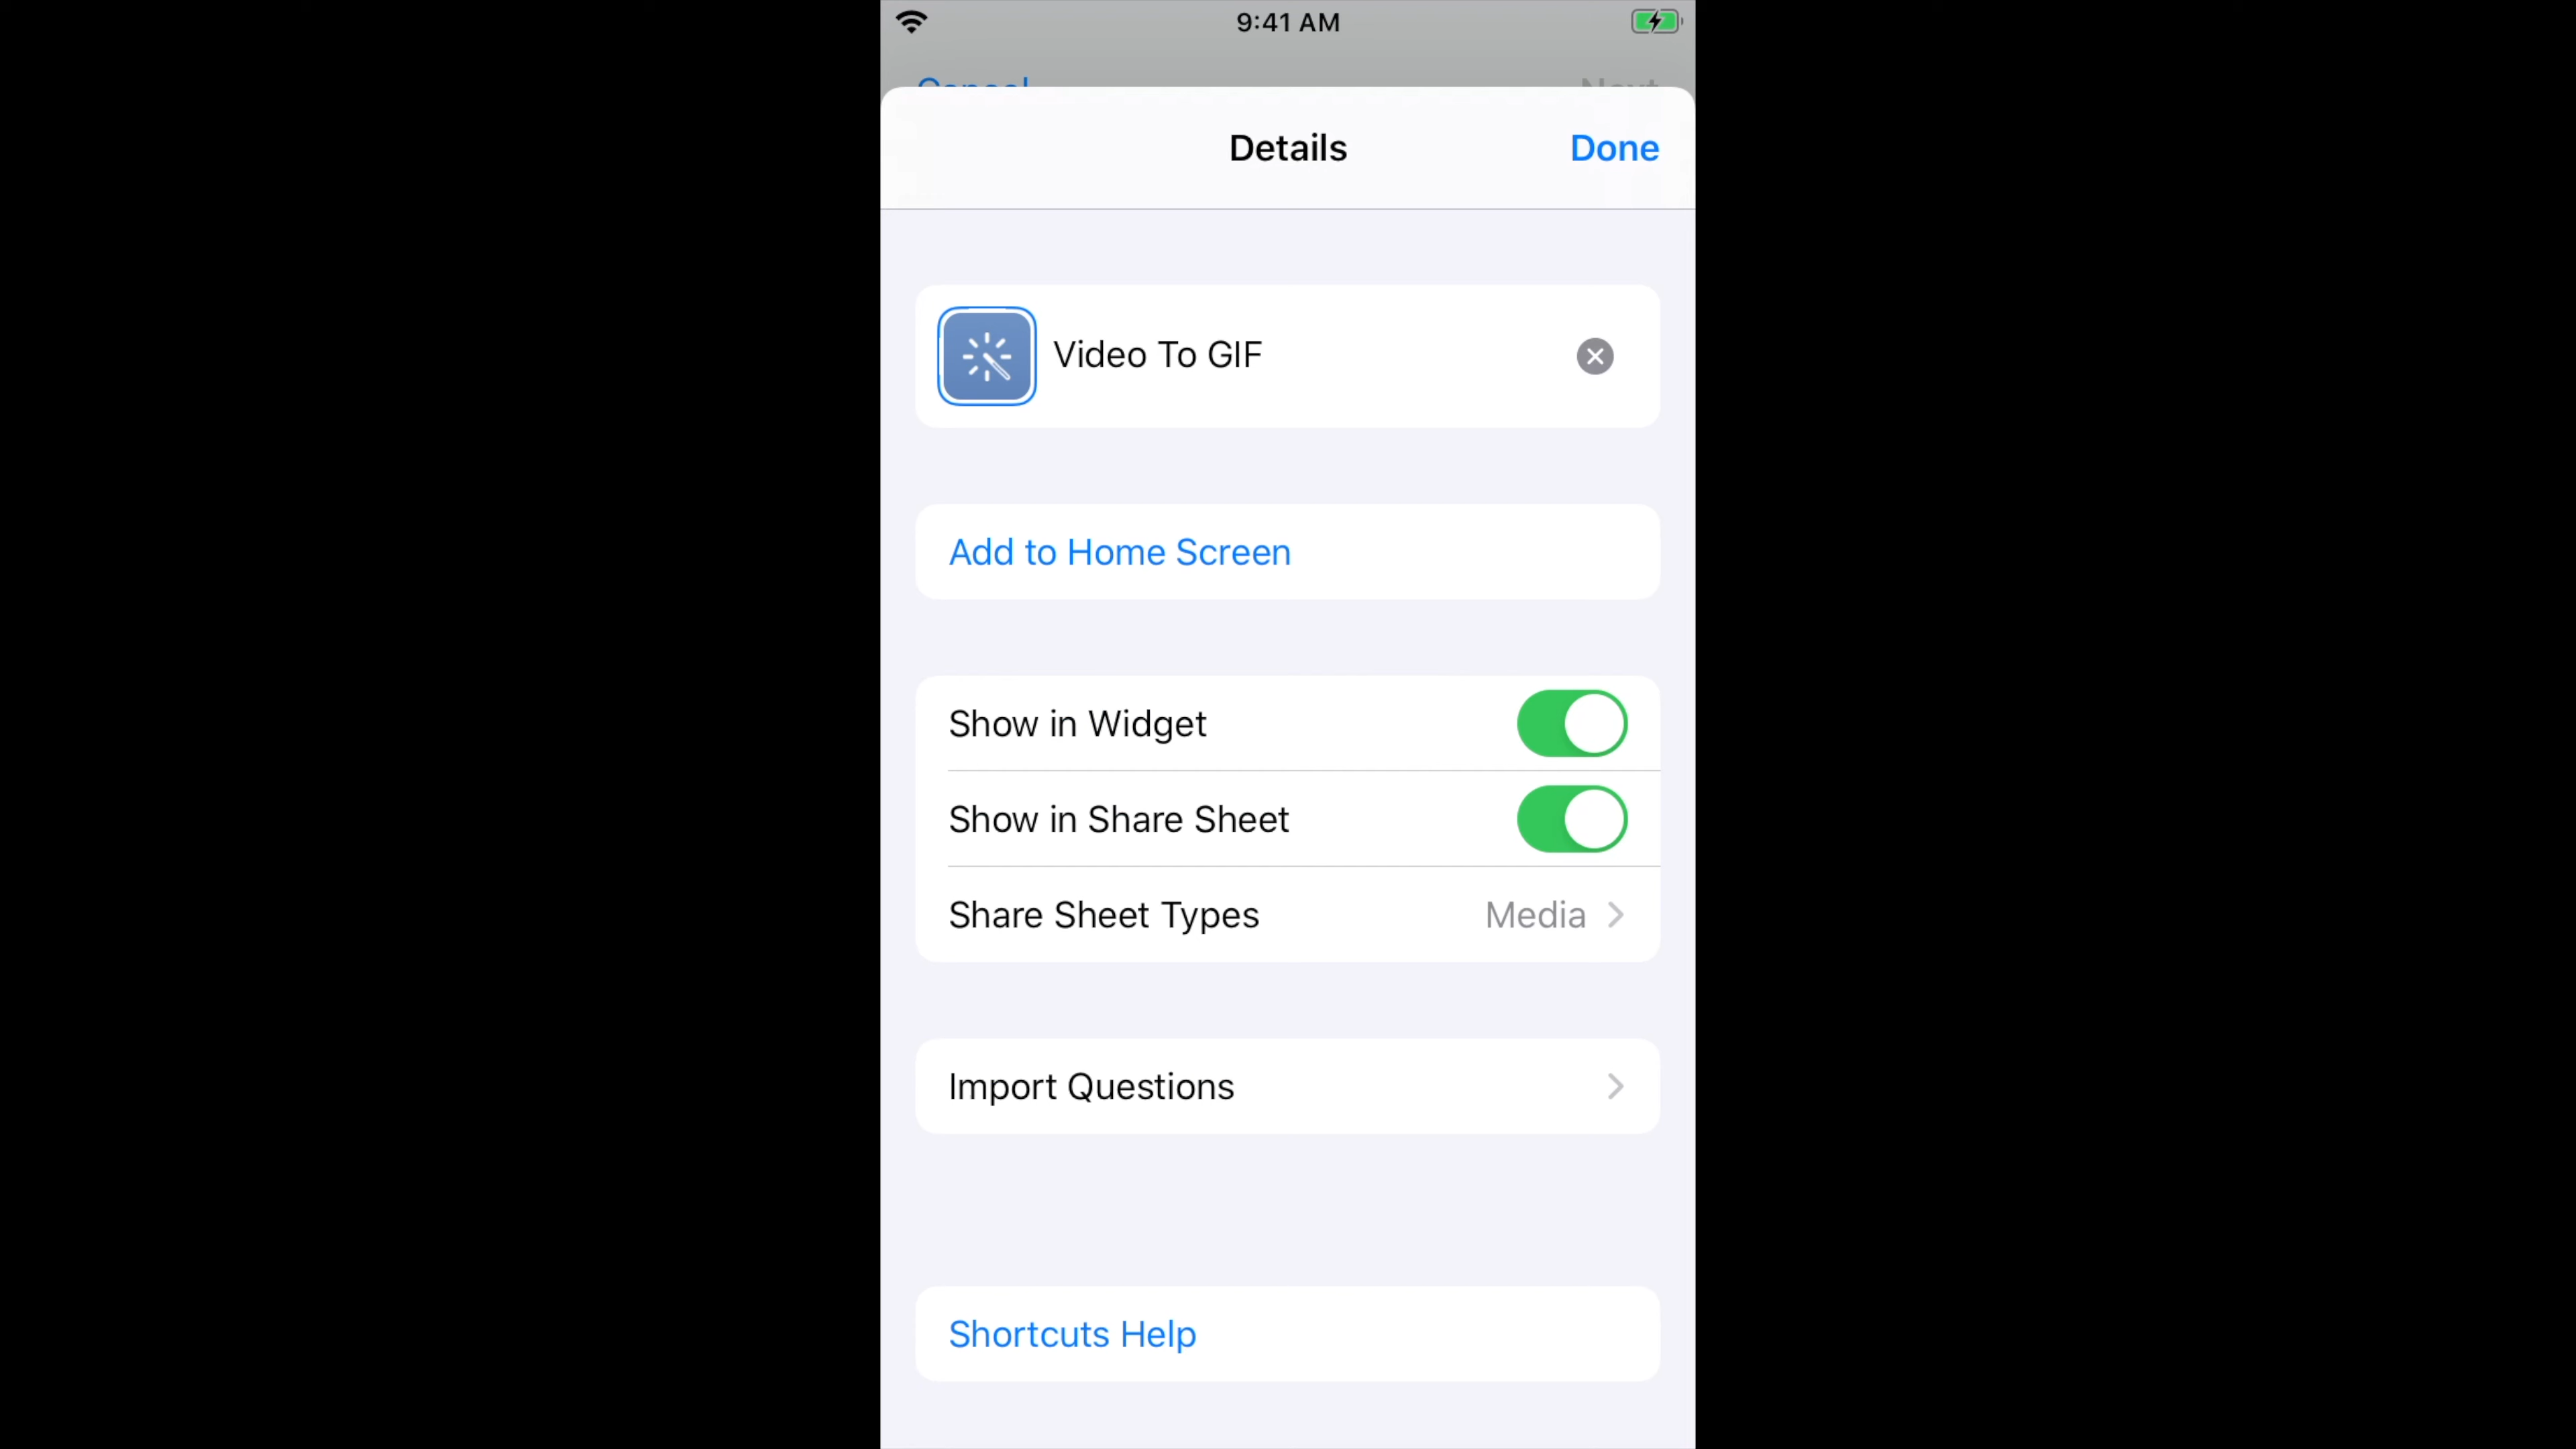 9:41 AM
Cancel Next
Details Done
Video To GIF
Add to Home Screen
Show in Widget
Show in Share Sheet
Share Sheet Types Media
Import Questions
Shortcuts Help